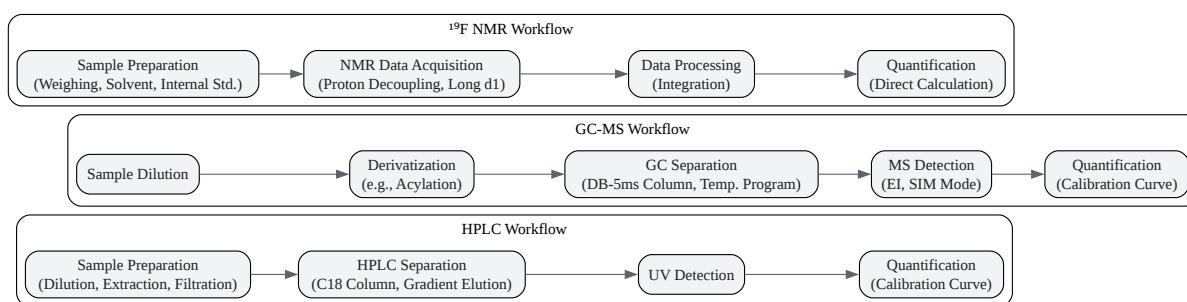 ¹⁹F NMR Workflow
Sample Preparation
(Weighing, Solvent, Internal Std.)
NMR Data Acquisition
(Proton Decoupling, Long d1)
Data Processing
(Integration)
Quantification
(Direct Calculation)
GC-MS Workflow
Sample Dilution
Derivatization
(e.g., Acylation)
GC Separation
(DB-5ms Column, Temp. Program)
MS Detection
(EI, SIM Mode)
Quantification
(Calibration Curve)
HPLC Workflow
Sample Preparation
(Dilution, Extraction, Filtration)
HPLC Separation
(C18 Column, Gradient Elution)
UV Detection
Quantification
(Calibration Curve)